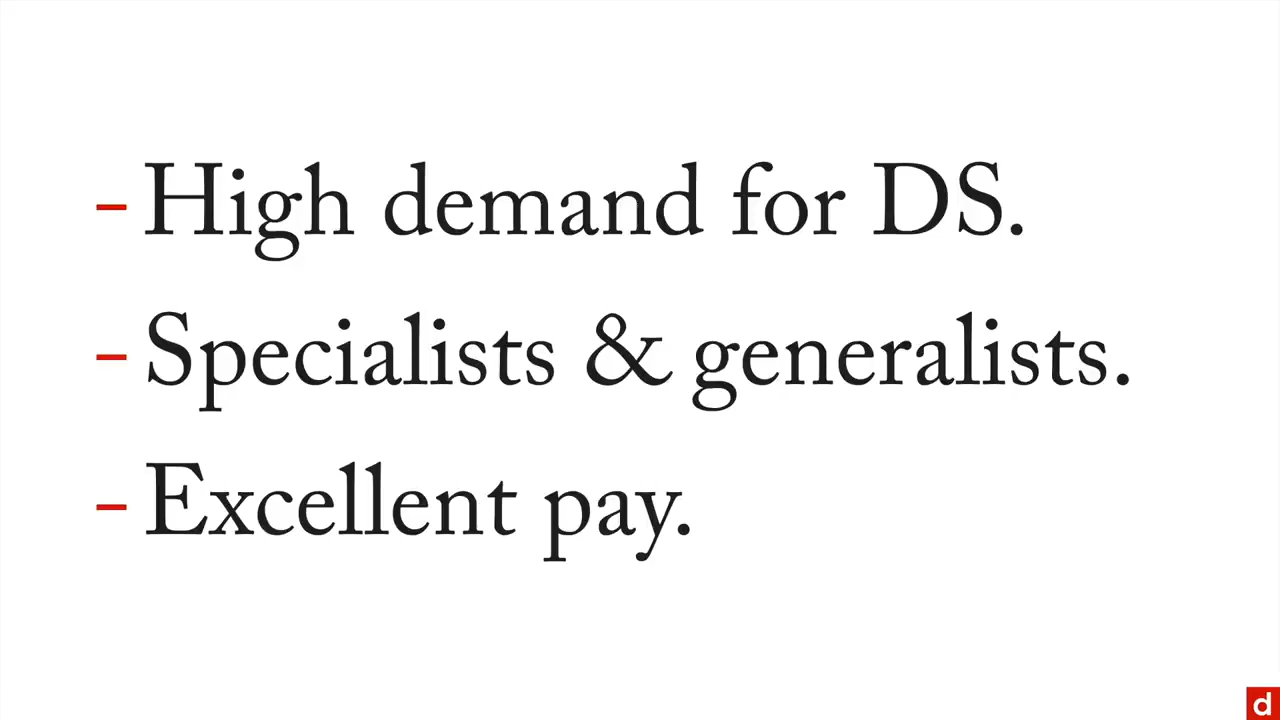 - High demand for DS.
- Specialists & generalists.
- Excellent pay.
d